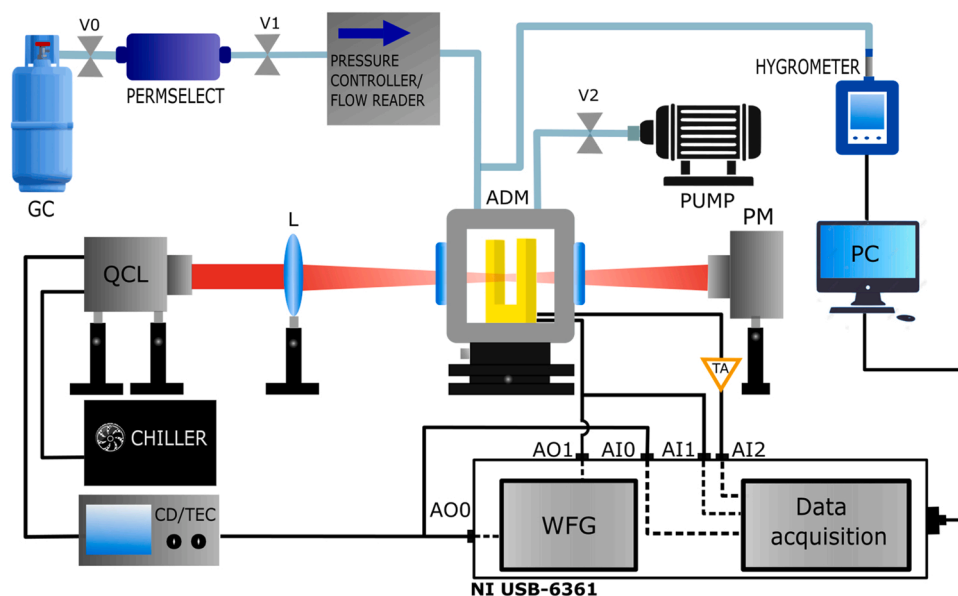 V0
V1
PERMSELECT
PRESSURE
CONTROLLER/
FLOW READER
HYGROMETER
V2
GC
ADM
PUMP
PM
L
QCL
PC
TA
CHILLER
AO1
AI0
AI1
AI2
CD/TEC
AO0
WFG
Data
acquisition
NI USB-6361